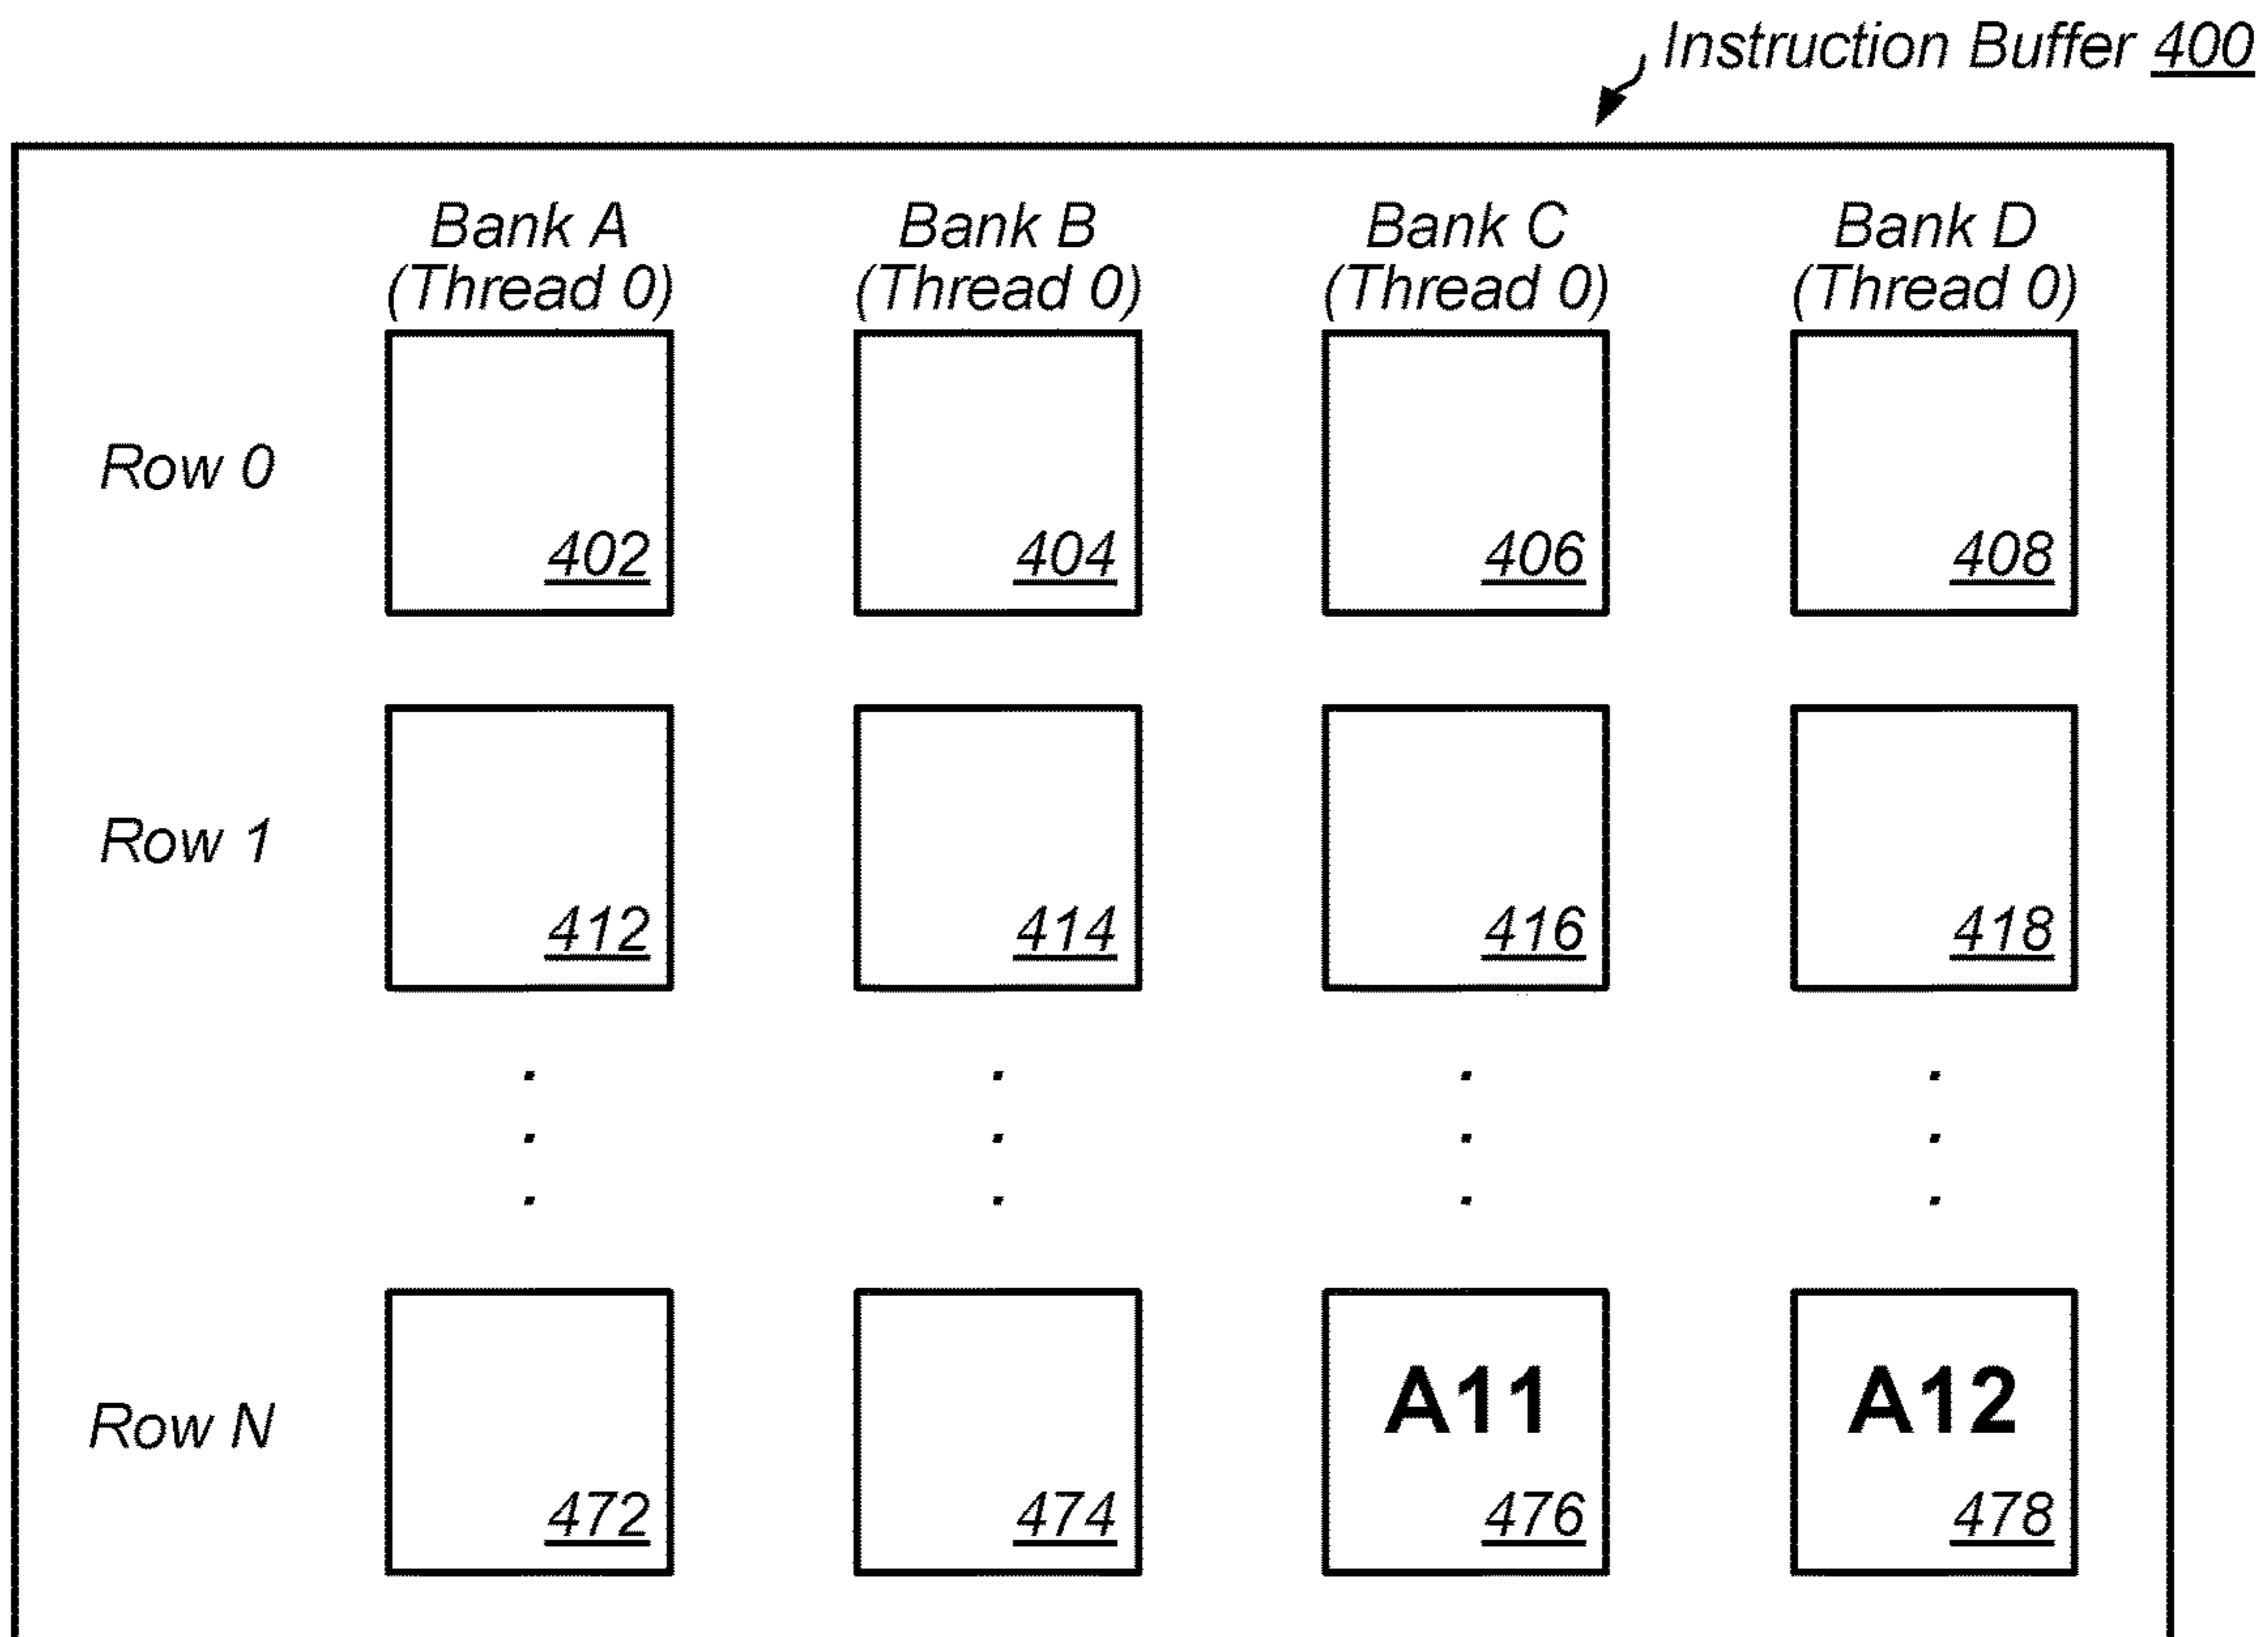 Instruction Buffer 400
Bank A Bank B Bank C Bank D
(Thread 0) (Thread 0) (Thread 0) (Thread 0)
Row 0
402 404 406 408
Row 1
412 414 416 418
A11 A12
Row N
472 474 476 478